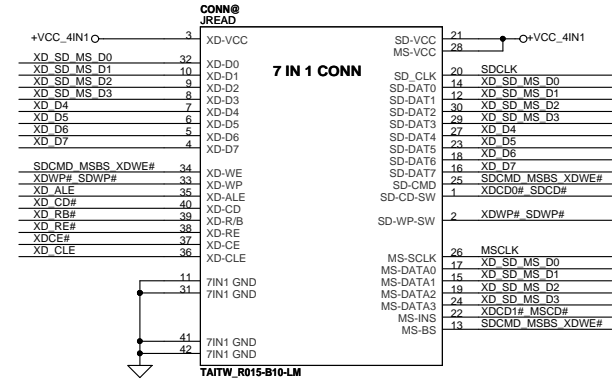 CONN@
JREAD
+VCC_4IN1 3 XD-VCC SD-VCC 21 +VCC_4IN1
MS-VCC 28
7 IN 1 CONN
XD_SD_MS_D0 32 XD-D0 SD_CLK 20 SDCLK
XD_SD_MS_D1 10 XD-D1 SD-DAT0 14 XD_SD_MS_D0
XD_SD_MS_D2 9 XD-D2 SD-DAT1 12 XD_SD_MS_D1
XD_SD_MS_D3 8 XD-D3 SD-DAT2 30 XD_SD_MS_D2
XD_D4 7 XD-D4 SD-DAT3 29 XD_SD_MS_D3
XD_D5 6 XD-D5 SD-DAT4 27 XD_D4
XD_D6 5 XD-D6 SD-DAT5 23 XD_D5
XD_D7 4 XD-D7 SD-DAT6 18 XD_D6
SD-DAT7 16 XD_D7
SDCMD_MSBS_XDWE# 34 XD-WE SD-CMD 25 SDCMD_MSBS_XDWE#
XDWP#_SDWP# 33 XD-WP SD-CD-SW 1 XDCD0#_SDCD#
XD_ALE 35 XD-ALE
XD_CD# 40 XD-CD SD-WP-SW 2 XDWP#_SDWP#
XD_RB# 39 XD-R/B
XD_RE# 38 XD-RE
XDCE# 37 XD-CE
XD_CLE 36 XD-CLE MS-SCLK 26 MSCLK
MS-DATA0 17 XD_SD_MS_D0
11 7IN1 GND MS-DATA1 15 XD_SD_MS_D1
31 7IN1 GND MS-DATA2 19 XD_SD_MS_D2
MS-DATA3 24 XD_SD_MS_D3
MS-INS 22 XDCD1#_MSCD#
MS-BS 13 SDCMD_MSBS_XDWE#
41 7IN1 GND
42 7IN1 GND
TAITW_R015-B10-LM